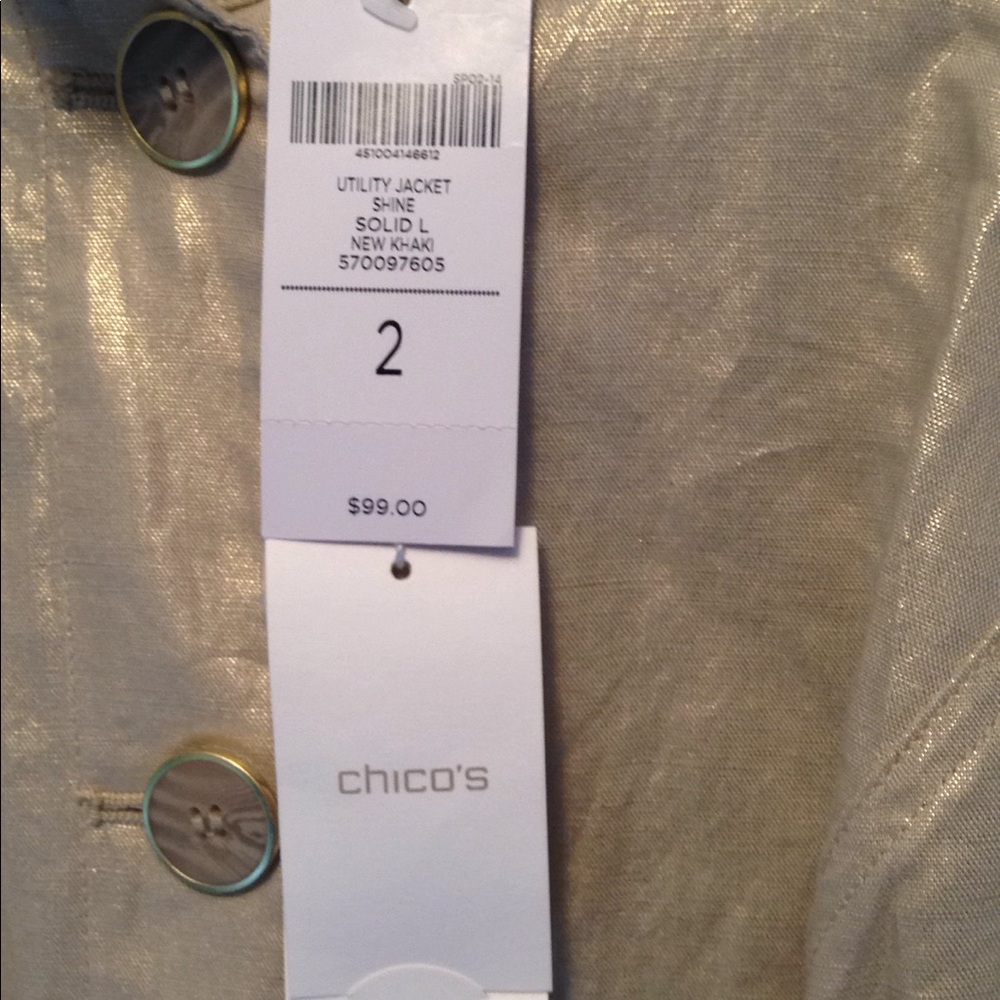 SP02-14
451004146612
UTILITY JACKET
SHINE
SOLID L
NEW KHAKI
570097605
2
$99.00
chico's